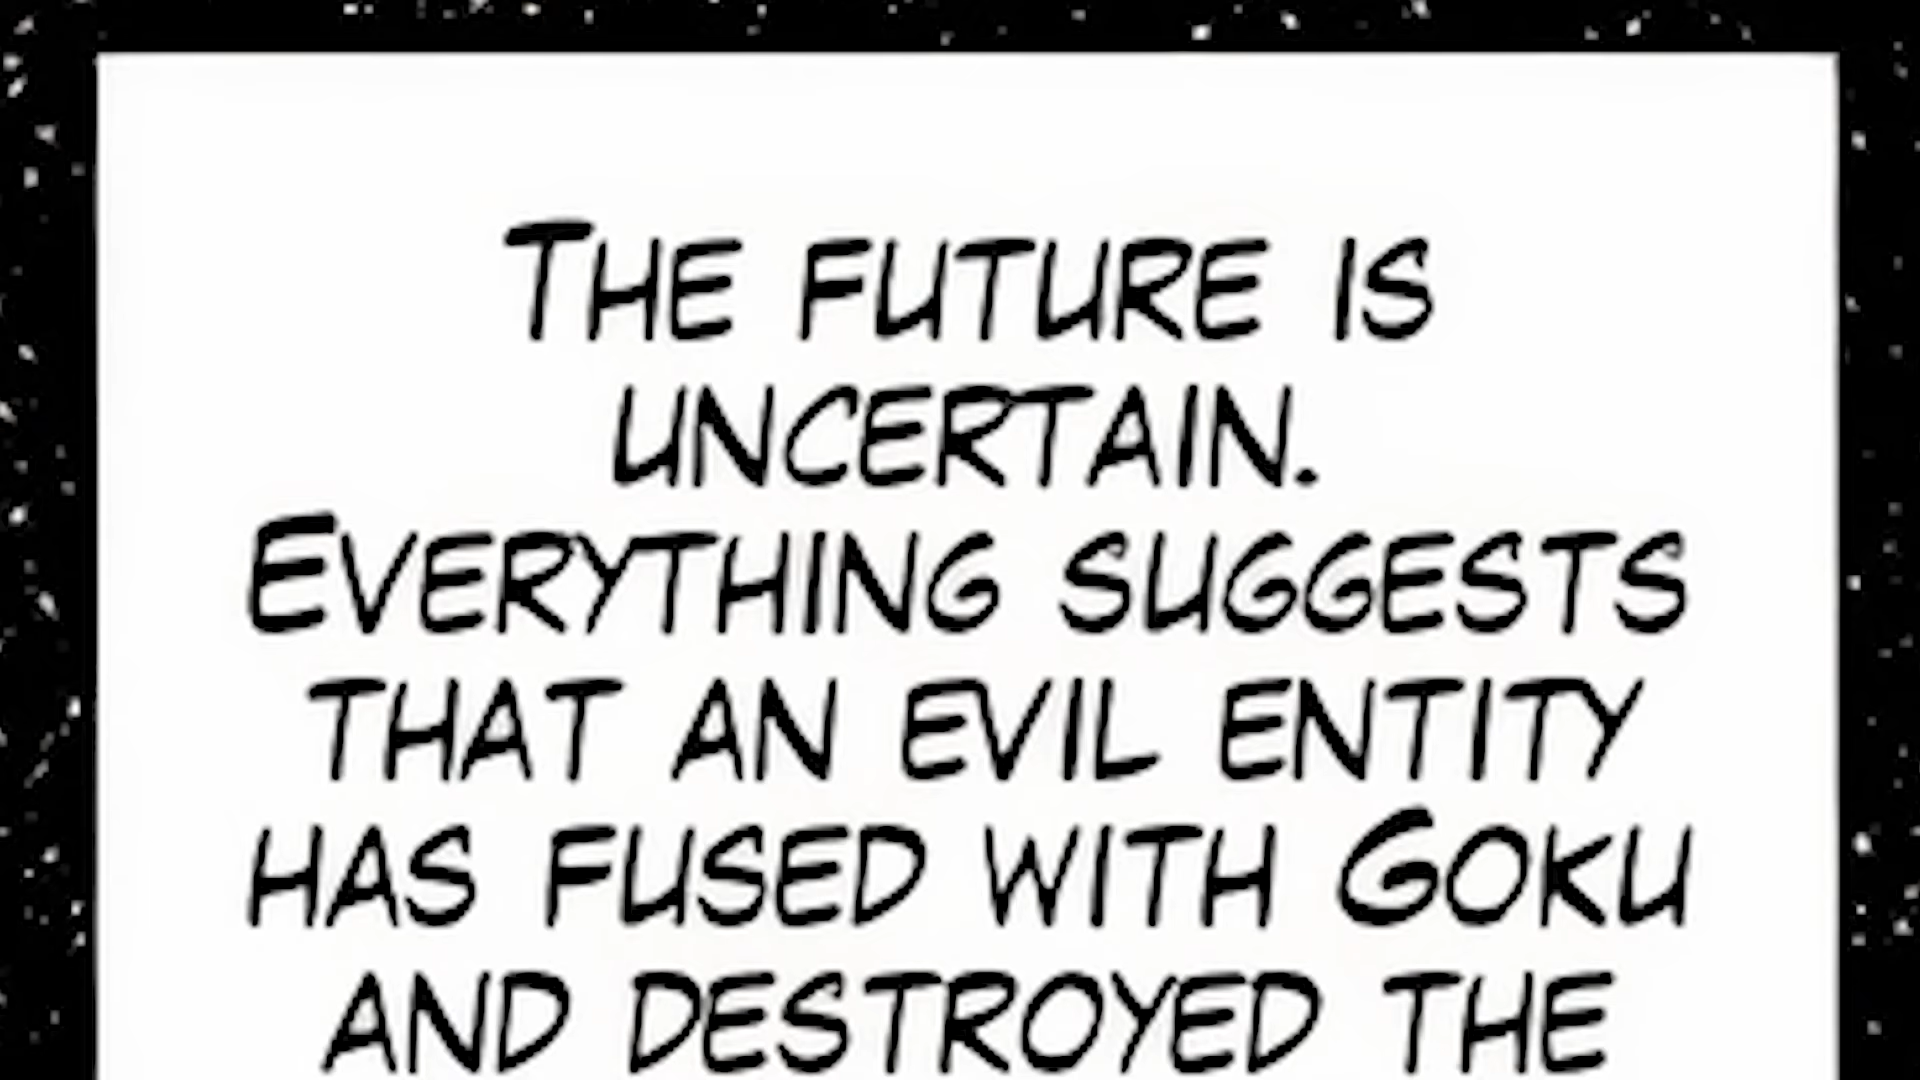 THE FUTURE IS
UNCERTAIN.
EVERYTHING SUGGESTS
THAT AN EVIL ENTITY
HAS FUSED WITH GOKU
AND DESTROYED THE